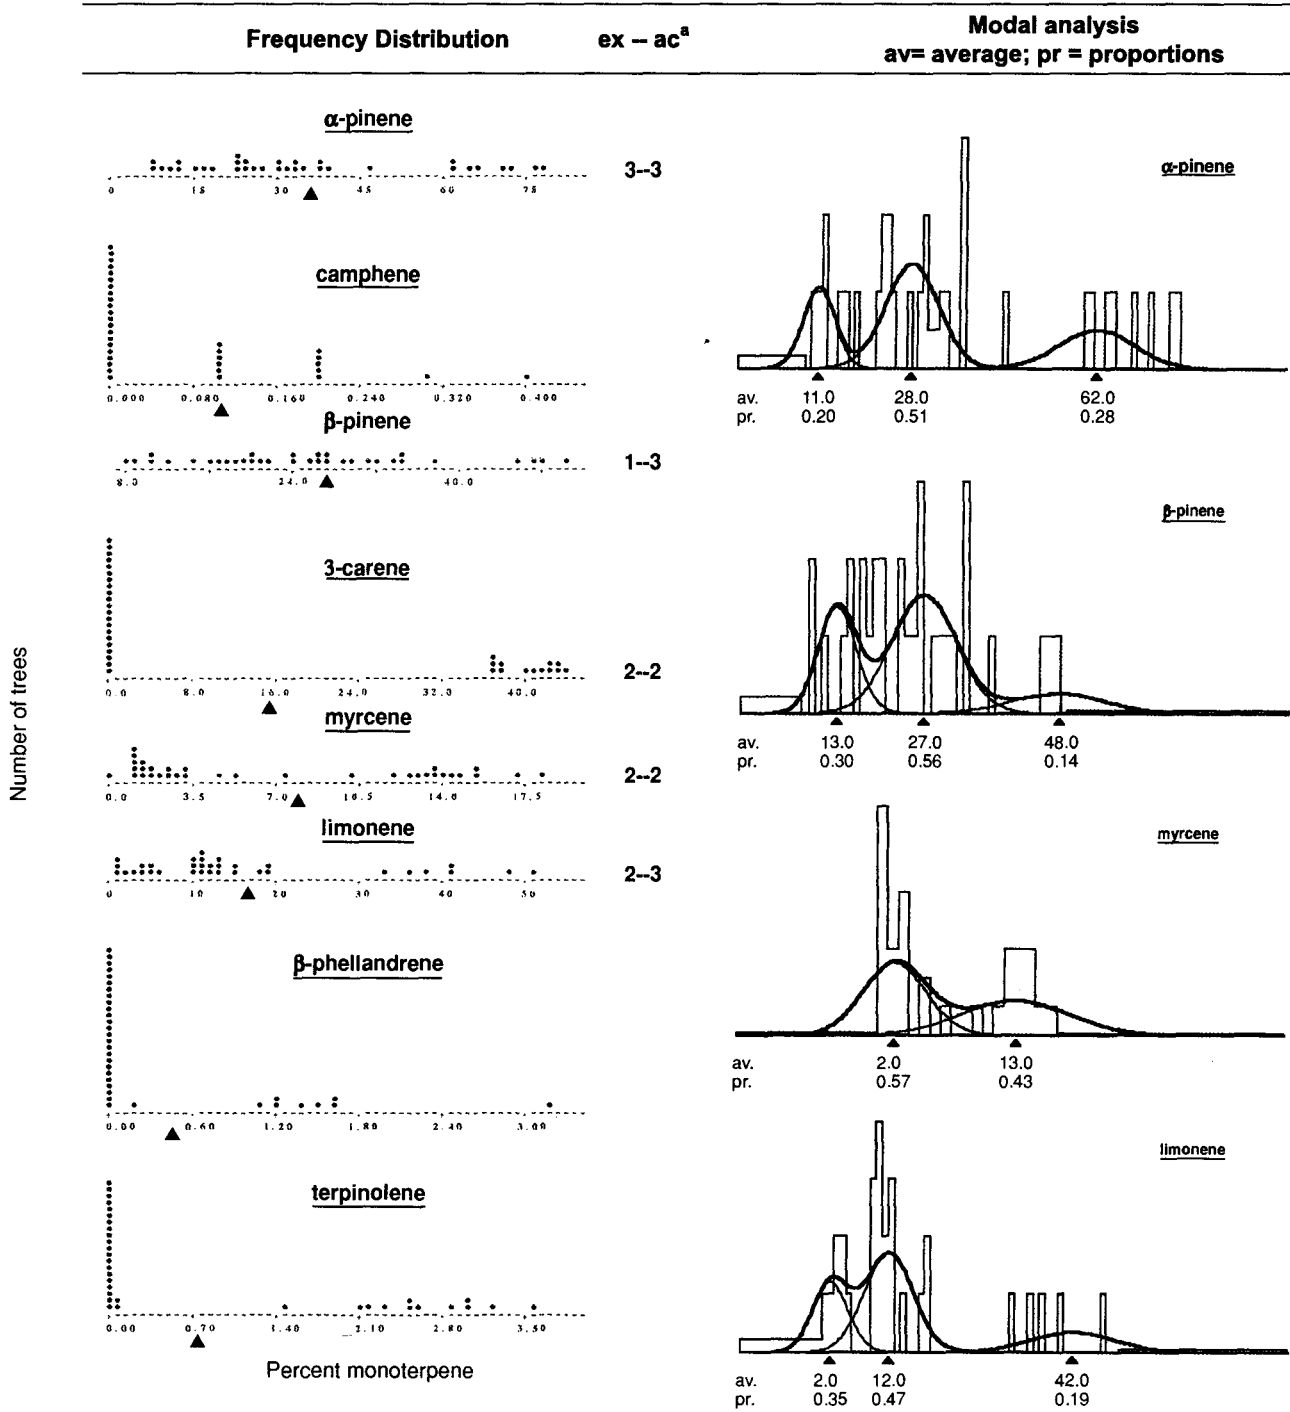 Frequency Distribution ex -- acª Modal analysis
av= average; pr = proportions
α-pinene
0 15 30 45 60 75
3--3
camphene
0.000 0.080 0.160 0.240 0.320 0.400
β-pinene
8.0 24.0 40.0
1--3
3-carene
0.0 8.0 16.0 24.0 32.0 40.0
2--2
myrcene
0.0 3.5 7.0 10.5 14.0 17.5
2--2
limonene
0 10 20 30 40 50
2--3
β-phellandrene
0.00 0.60 1.20 1.80 2.40 3.00
terpinolene
0.00 0.70 1.40 2.10 2.80 3.50
Percent monoterpene
Number of trees
α-pinene
av. 11.0 28.0 62.0
pr. 0.20 0.51 0.28
β-pinene
av. 13.0 27.0 48.0
pr. 0.30 0.56 0.14
myrcene
av. 2.0 13.0
pr. 0.57 0.43
limonene
av. 2.0 12.0 42.0
pr. 0.35 0.47 0.19